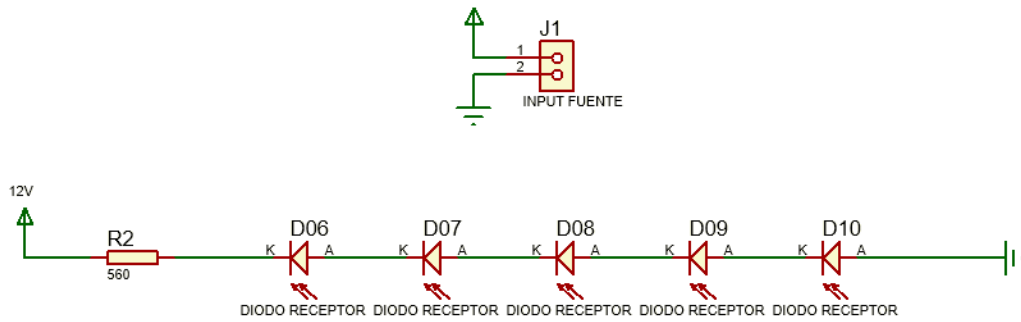 J1
1
2
INPUT FUENTE
12V
R2
560
D06 D07 D08 D09 D10
K A K A K A K A K A
DIODO RECEPTOR DIODO RECEPTOR DIODO RECEPTOR DIODO RECEPTOR DIODO RECEPTOR